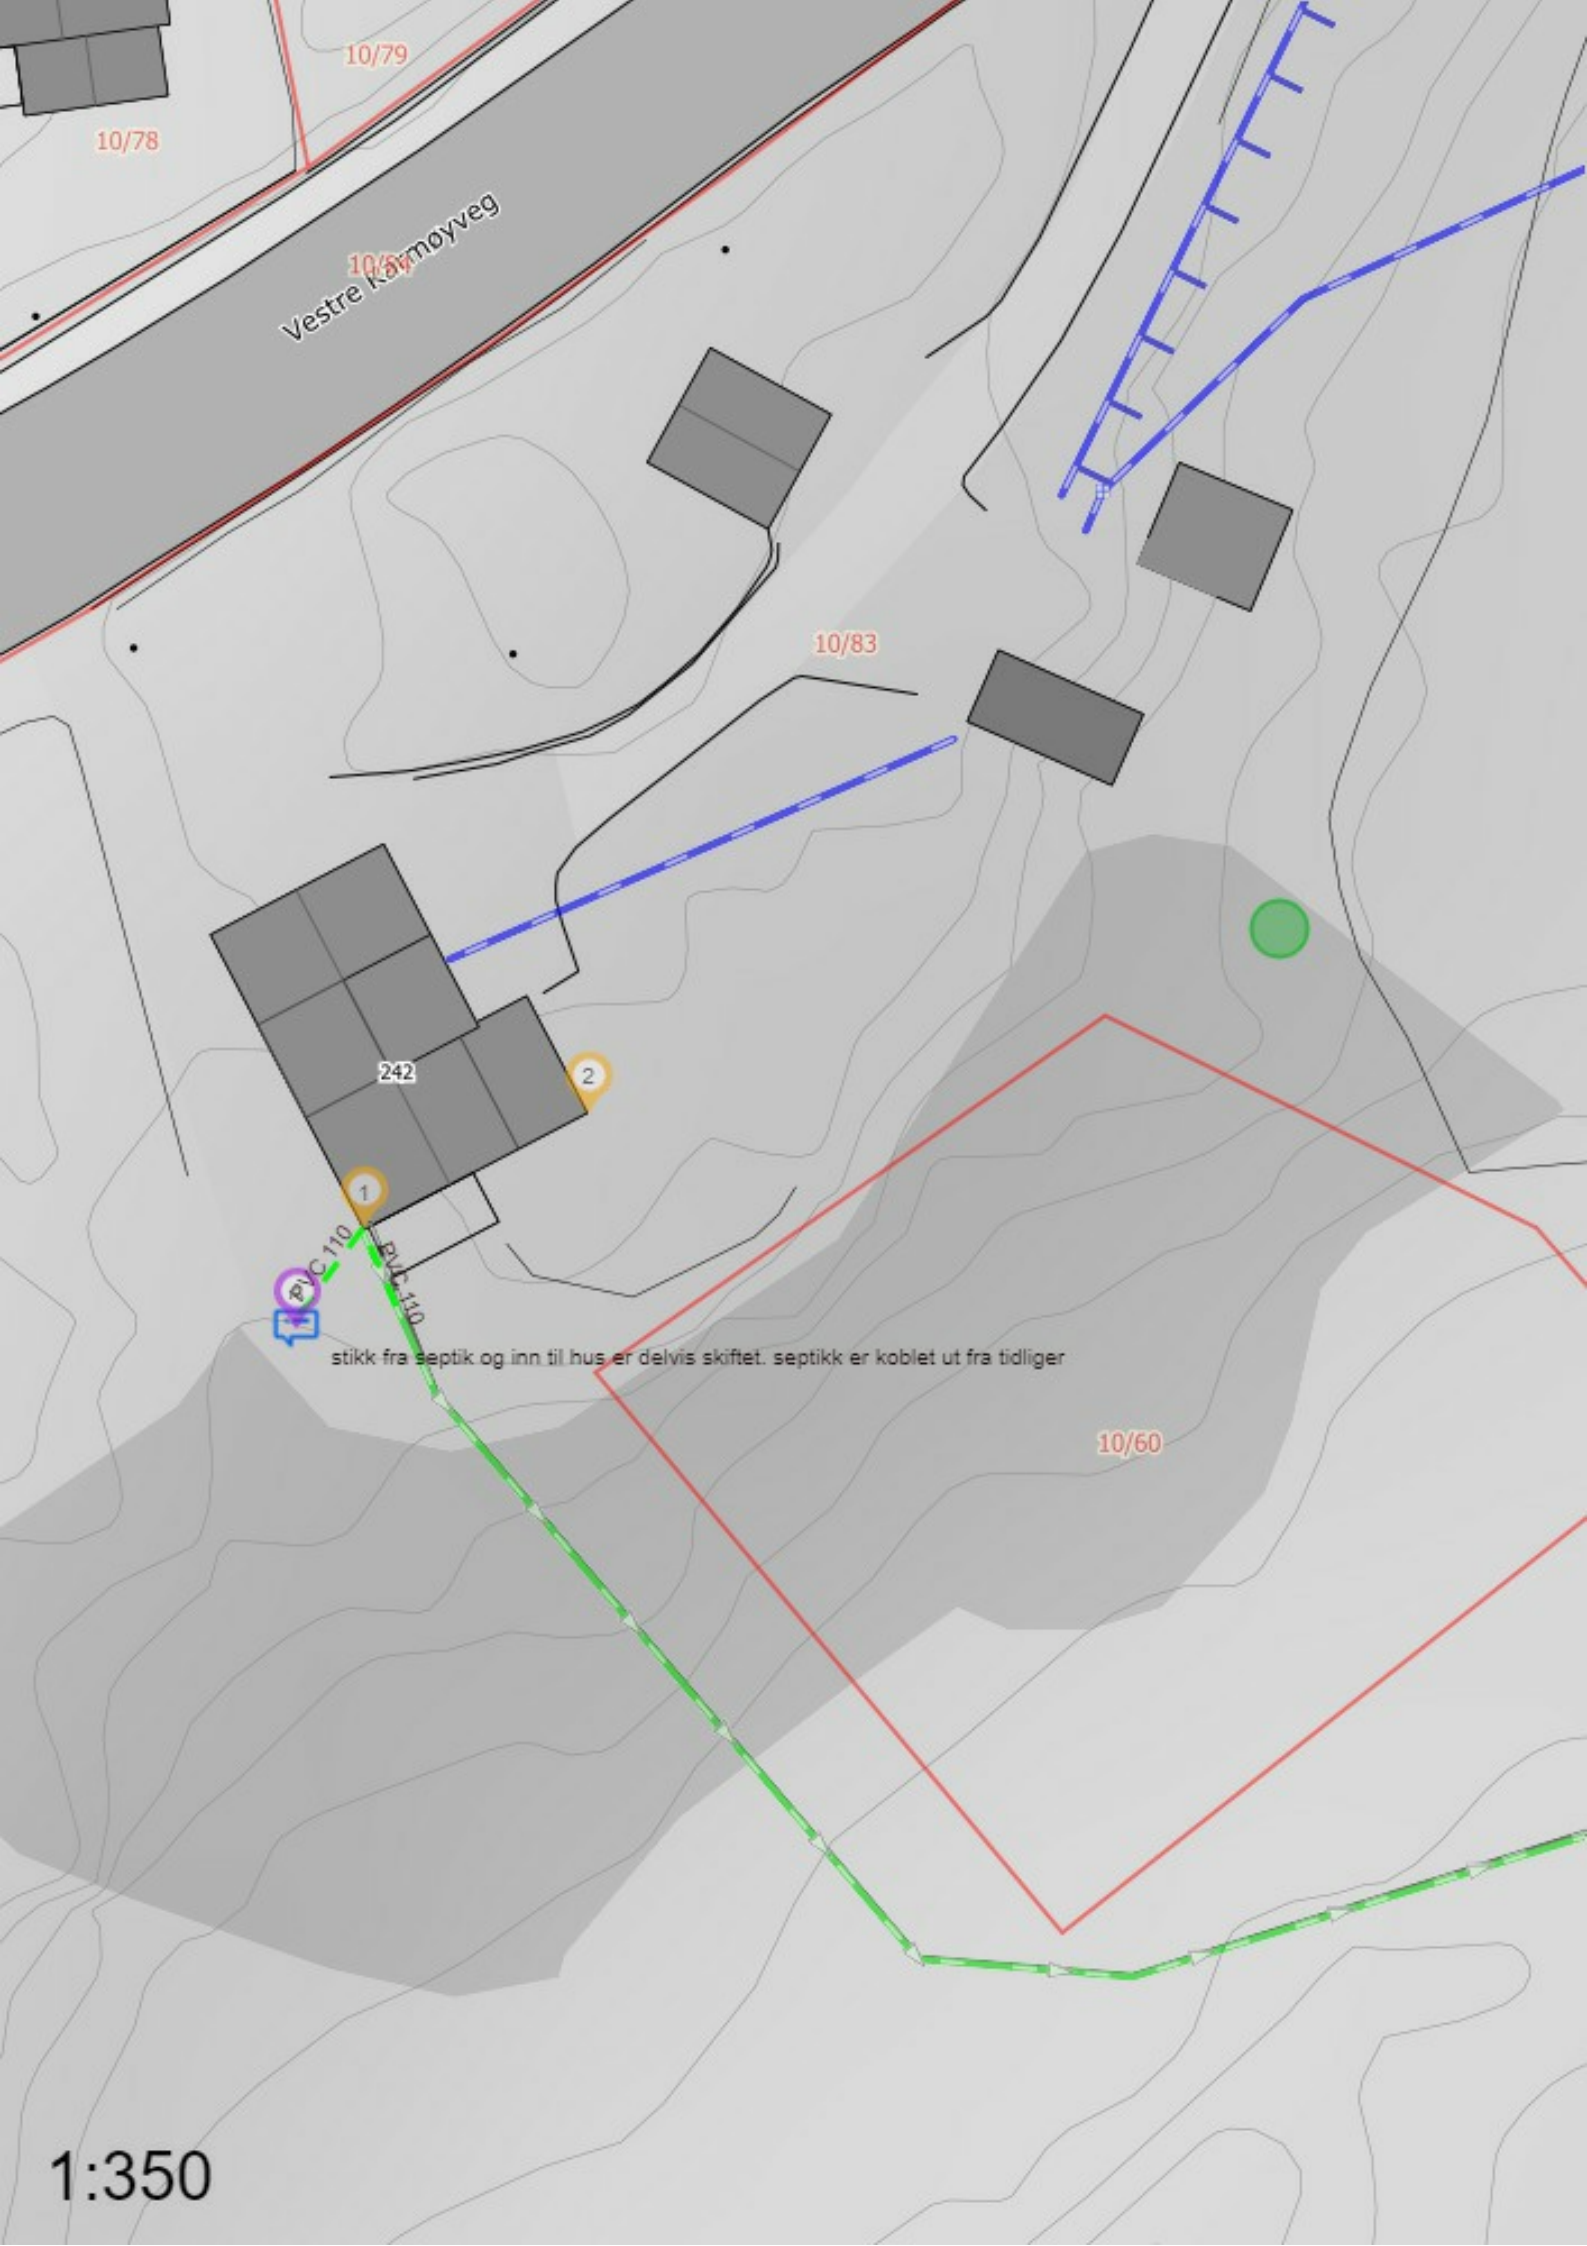 10/79
10/78
Vestre Karmøyveg
10/83
242
2
1
PVC 110
PVC 110
stikk fra septik og inn til hus er delvis skiftet. septikk er koblet ut fra tidliger
10/60
1:350